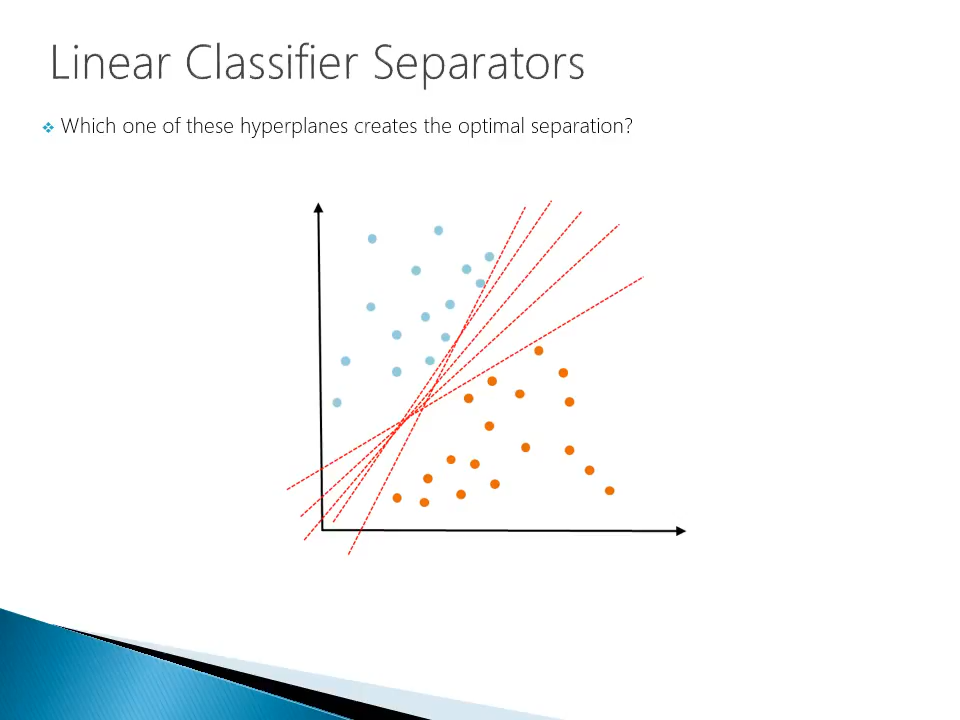 Linear Classifier Separators
Which one of these hyperplanes creates the optimal separation?